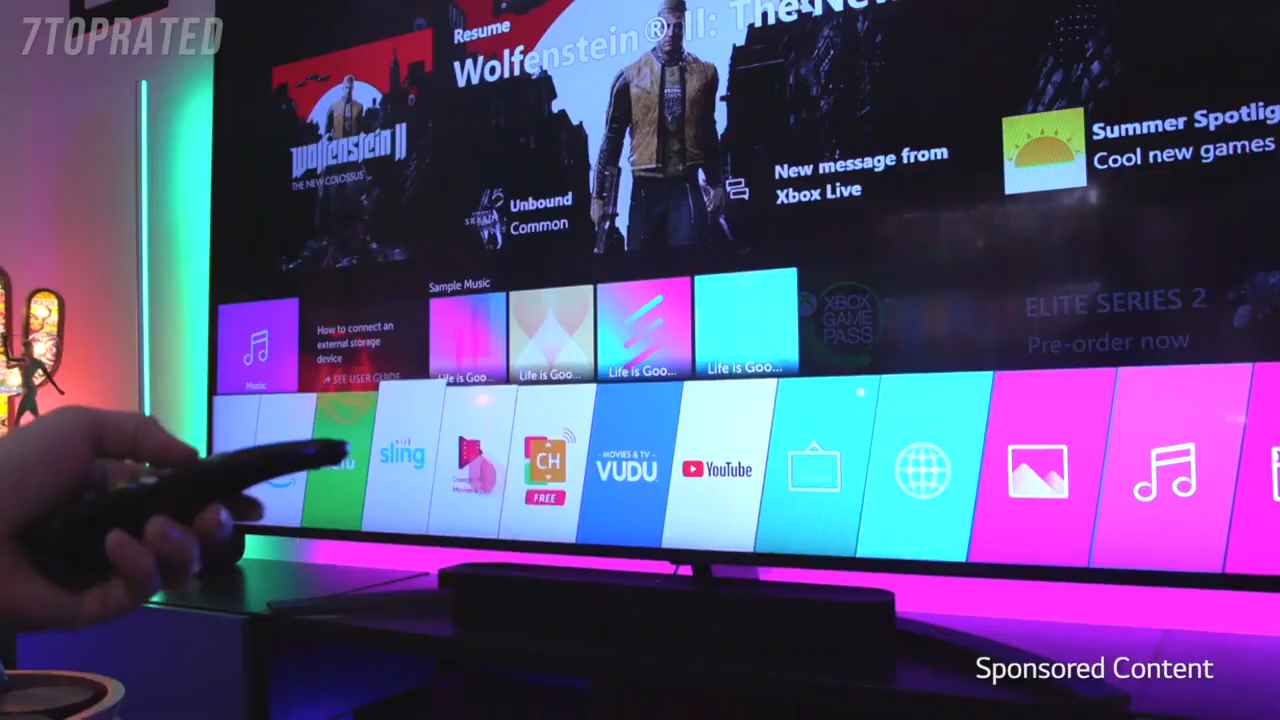 7TOPRATED
Resume
Wolfenstein® II: The New
Wolfenstein II
THE NEW COLOSSUS
Unbound
Common
New message from
Xbox Live
Summer Spotlig
Cool new games
Sample Music
Music
How to connect an
external storage
device
SEE USER GUIDE
Life is Goo...
Life is Goo...
Life is Goo...
Life is Goo...
XBOX
GAME
PASS
ELITE SERIES 2
Pre-order now
sling
CH
FREE
MOVIES & TV
VUDU
YouTube
Sponsored Content